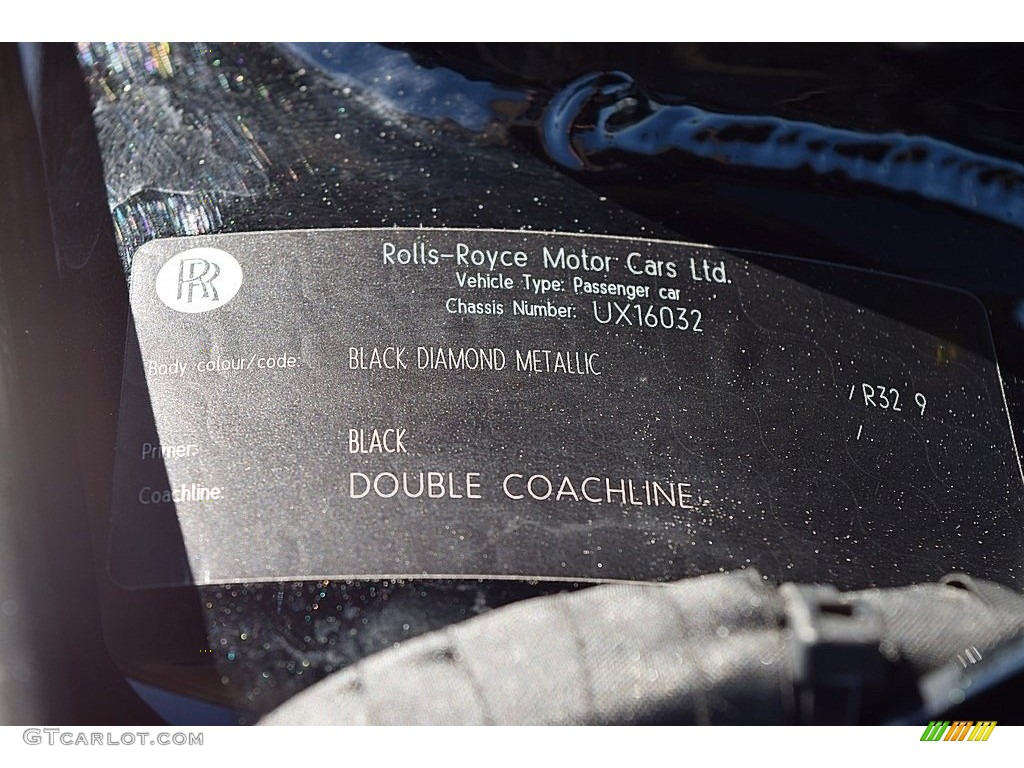 RR
Rolls-Royce Motor Cars Ltd.
Vehicle Type: Passenger car
Chassis Number: UX16032
Body colour/code: BLACK DIAMOND METALLIC
/ R32 9
/
Primer: BLACK
Coachline: DOUBLE COACHLINE
GTCARLOT.COM